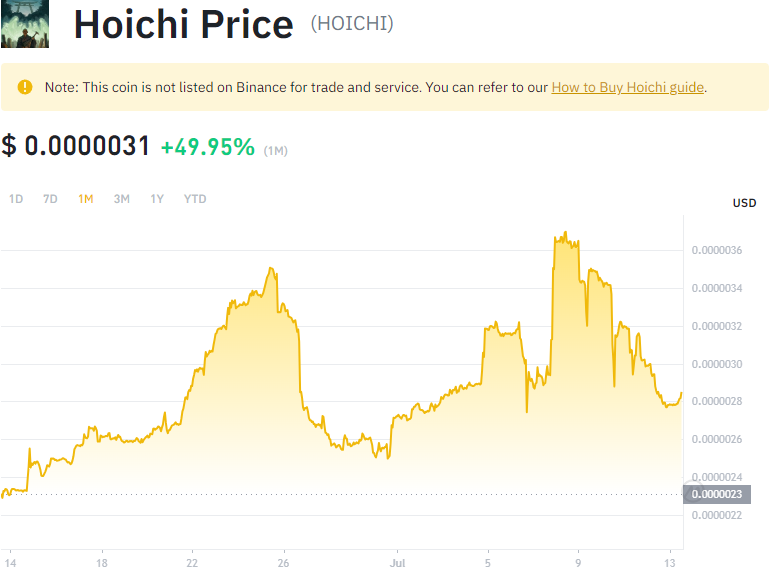 Hoichi Price (HOICHI)
Note: This coin is not listed on Binance for trade and service. You can refer to our How to Buy Hoichi guide.
$ 0.0000031 +49.95% (1M)
1D 7D 1M 3M 1Y YTD
USD
0.0000036
0.0000034
0.0000032
0.0000030
0.0000028
0.0000026
0.0000024
0.0000023
0.0000022
14 18 22 26 Jul 5 9 13